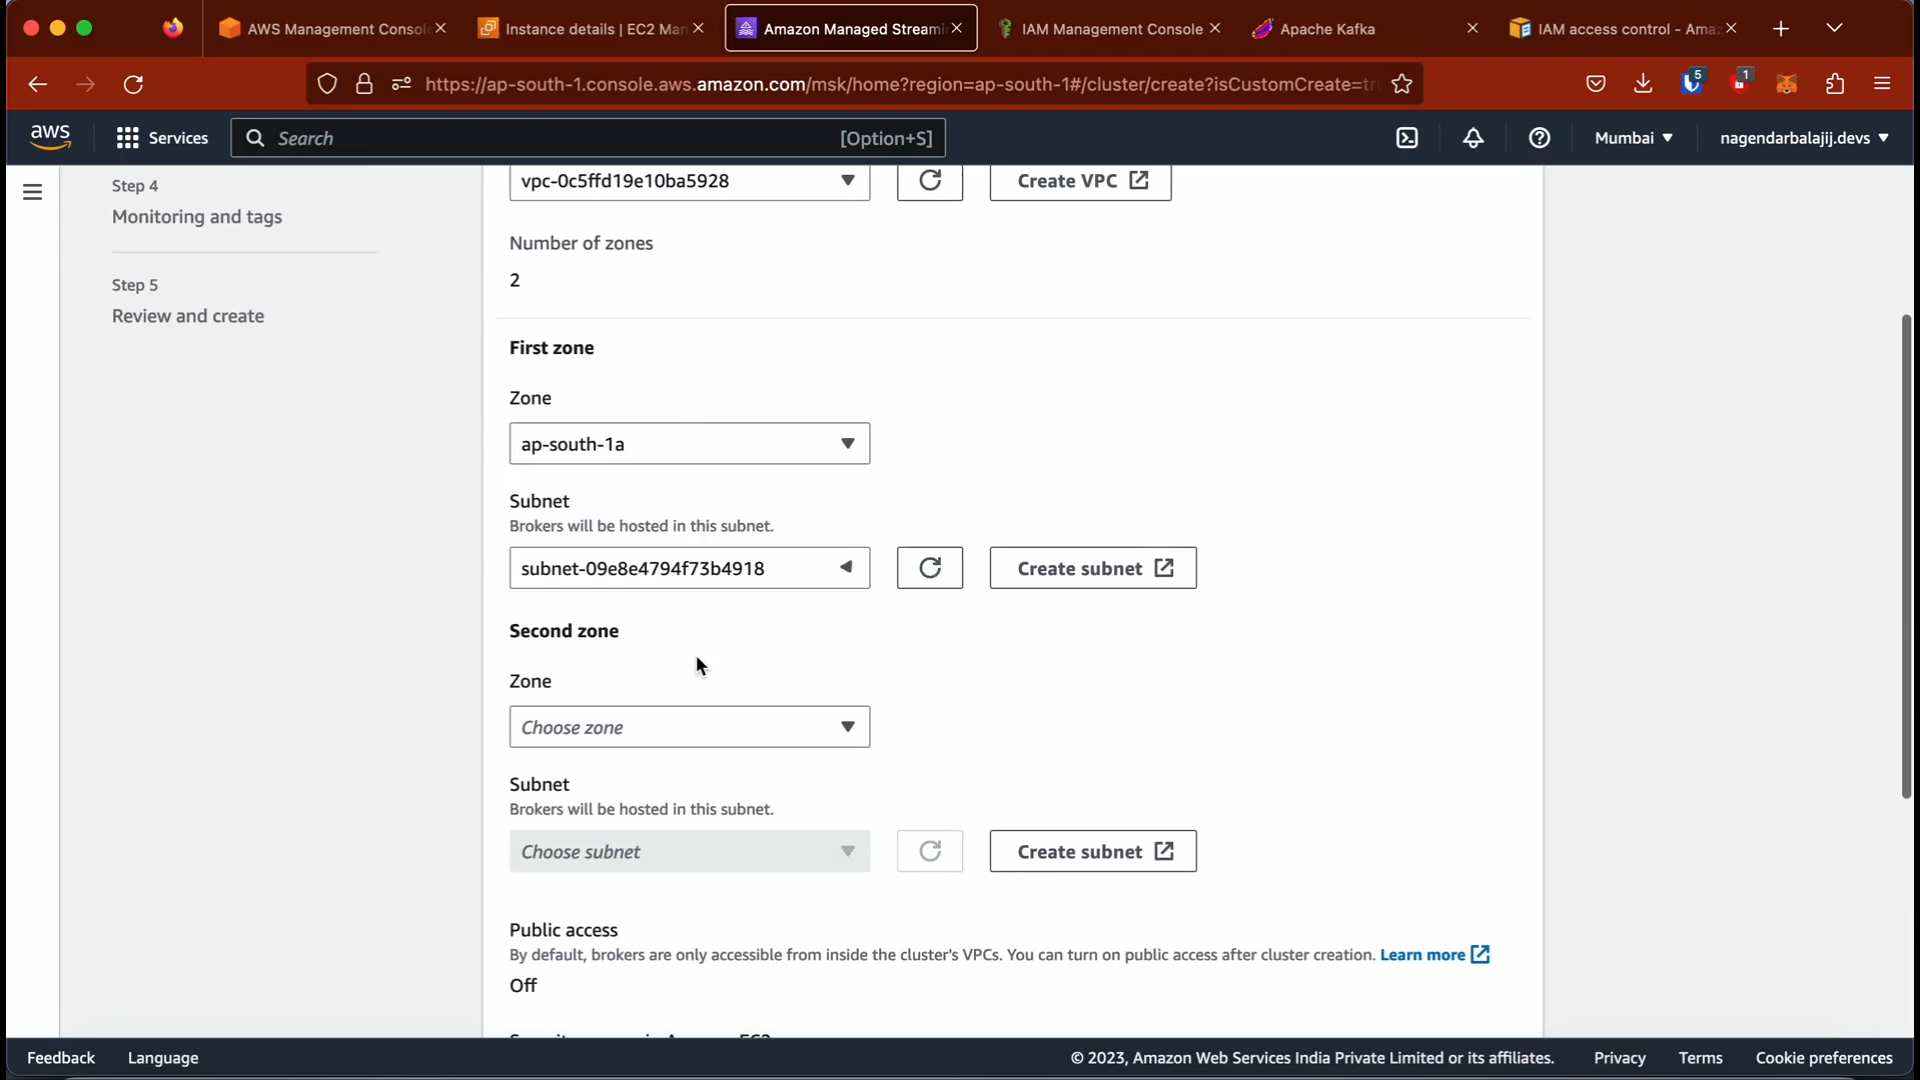 AWS Management Consol
Instance details | EC2 Man
Amazon Managed Streami
IAM Management Console
Apache Kafka
IAM access control - Amaz
https://ap-south-1.console.aws.amazon.com/msk/home?region=ap-south-1#/cluster/create?isCustomCreate=tr
5
1
aws
Services
Search
[Option+S]
Mumbai
nagendarbalajij.devs
Step 4
Monitoring and tags
Step 5
Review and create
vpc-0c5ffd19e10ba5928
Create VPC
Number of zones
2
First zone
Zone
ap-south-1a
Subnet
Brokers will be hosted in this subnet.
subnet-09e8e4794f73b4918
Create subnet
Second zone
Zone
Choose zone
Subnet
Brokers will be hosted in this subnet.
Choose subnet
Create subnet
Public access
By default, brokers are only accessible from inside the cluster's VPCs. You can turn on public access after cluster creation. Learn more
Off
Feedback
Language
© 2023, Amazon Web Services India Private Limited or its affiliates.
Privacy
Terms
Cookie preferences